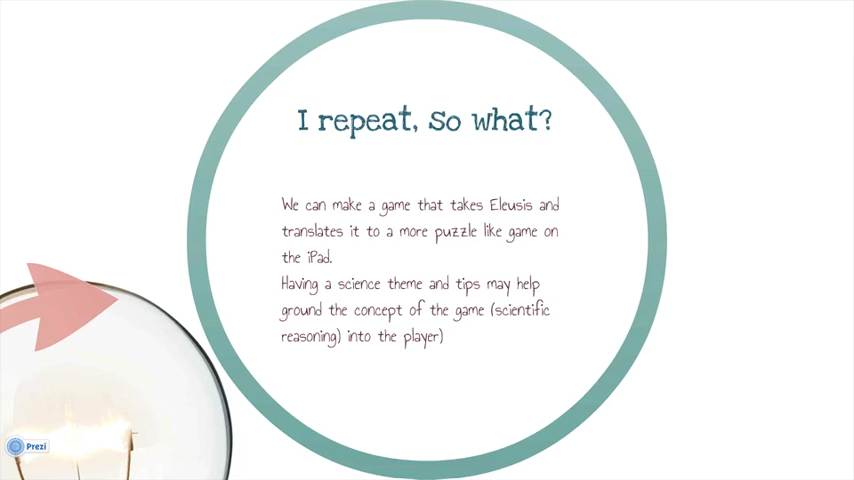 I repeat, so what?
We can make a game that takes Eleusis and
translates it to a more puzzle like game on
the iPad.
Having a science theme and tips may help
ground the concept of the game (scientific
reasoning) into the player)
Prezi